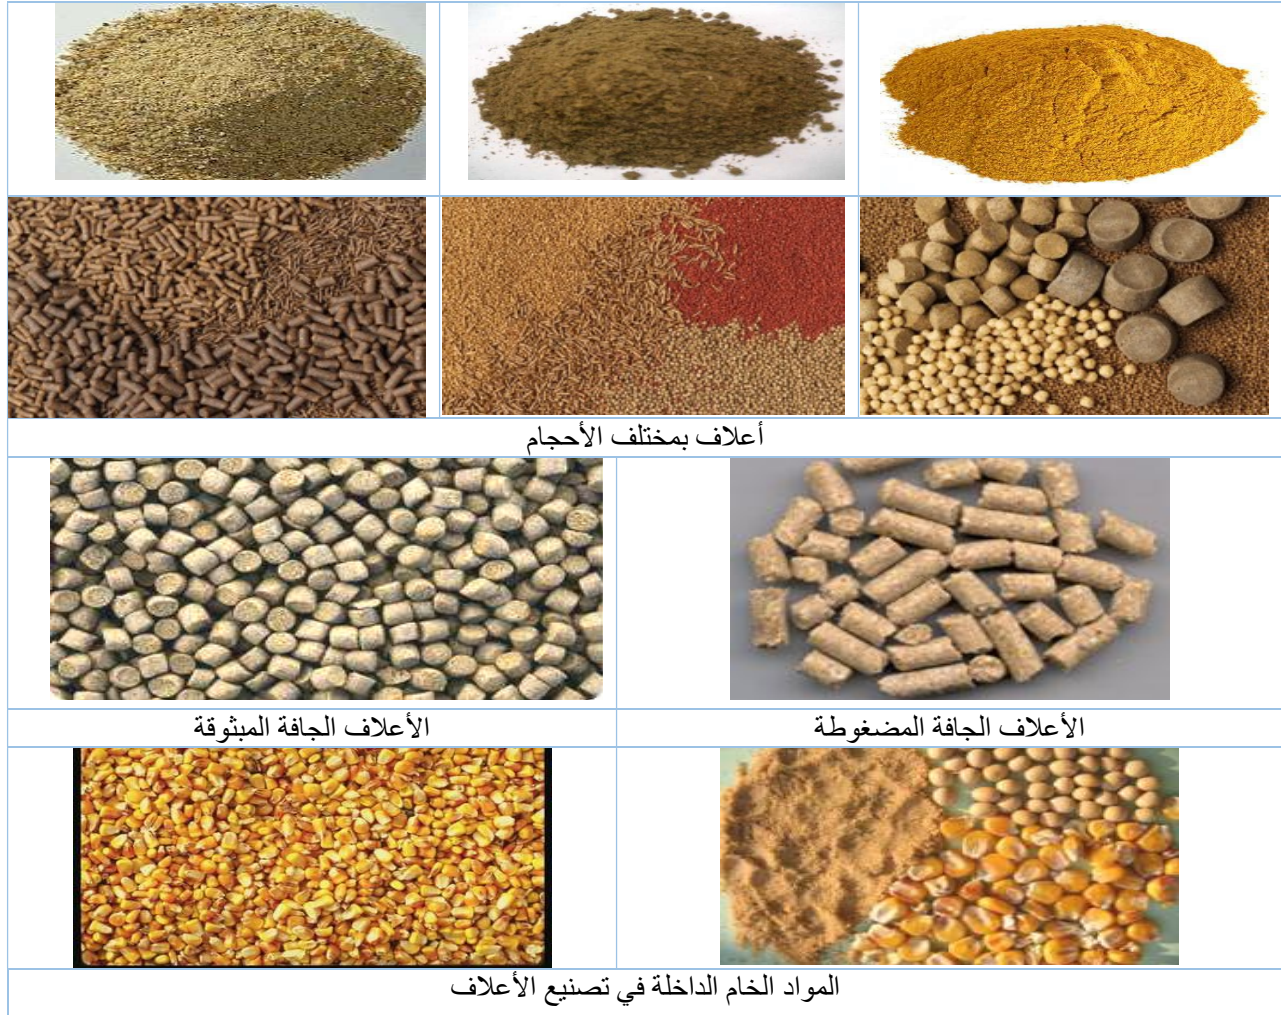 أعلاف بمختلف الأحجام
الأعلاف الجافة المضغوطة
الأعلاف الجافة المبثوقة
المواد الخام الداخلة في تصنيع الأعلاف